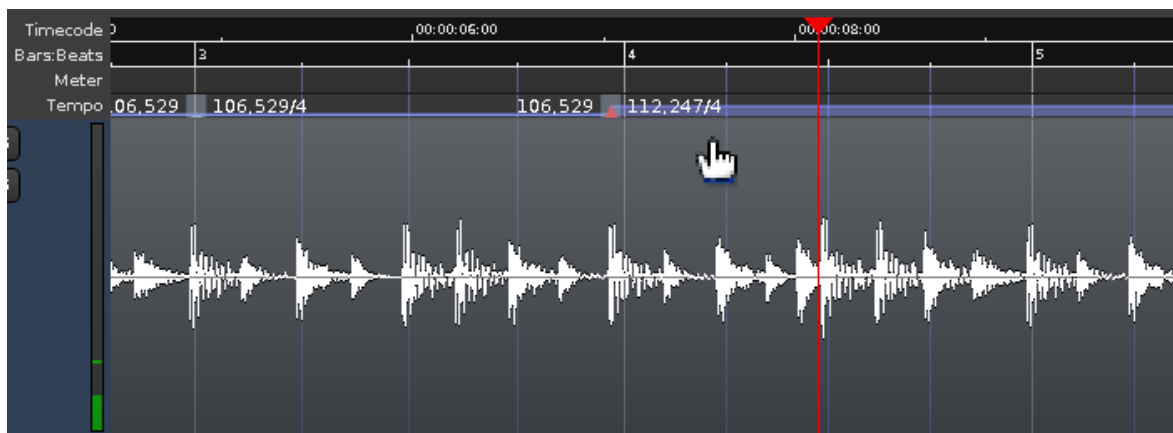 Timecode 0 00:00:06:00 00:00:08:00
Bars:Beats 3 4 5
Meter
Tempo 106,529 106,529/4 106,529 112,247/4